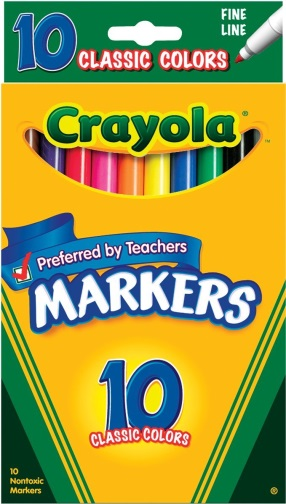 10 CLASSIC COLORS
FINE
LINE
Crayola®
Preferred by Teachers
MARKERS
10
CLASSIC COLORS
10
Nontoxic
Markers
®